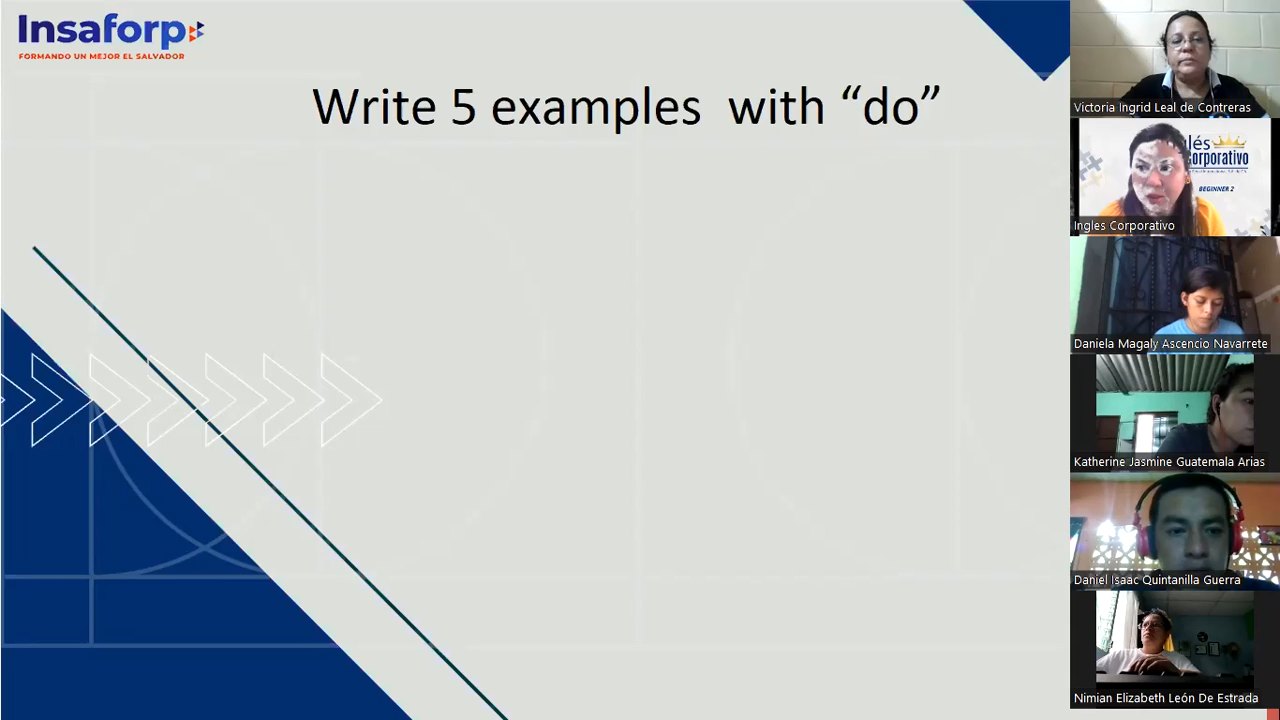 Insaforp
FORMANDO UN MEJOR EL SALVADOR
Write 5 examples  with “do”
Victoria Ingrid Leal de Contreras
glés
Corporativo
BEGINNER 2
Ingles Corporativo
Daniela Magaly Ascencio Navarrete
Katherine Jasmine Guatemala Arias
Daniel Isaac Quintanilla Guerra
Nimian Elizabeth León De Estrada